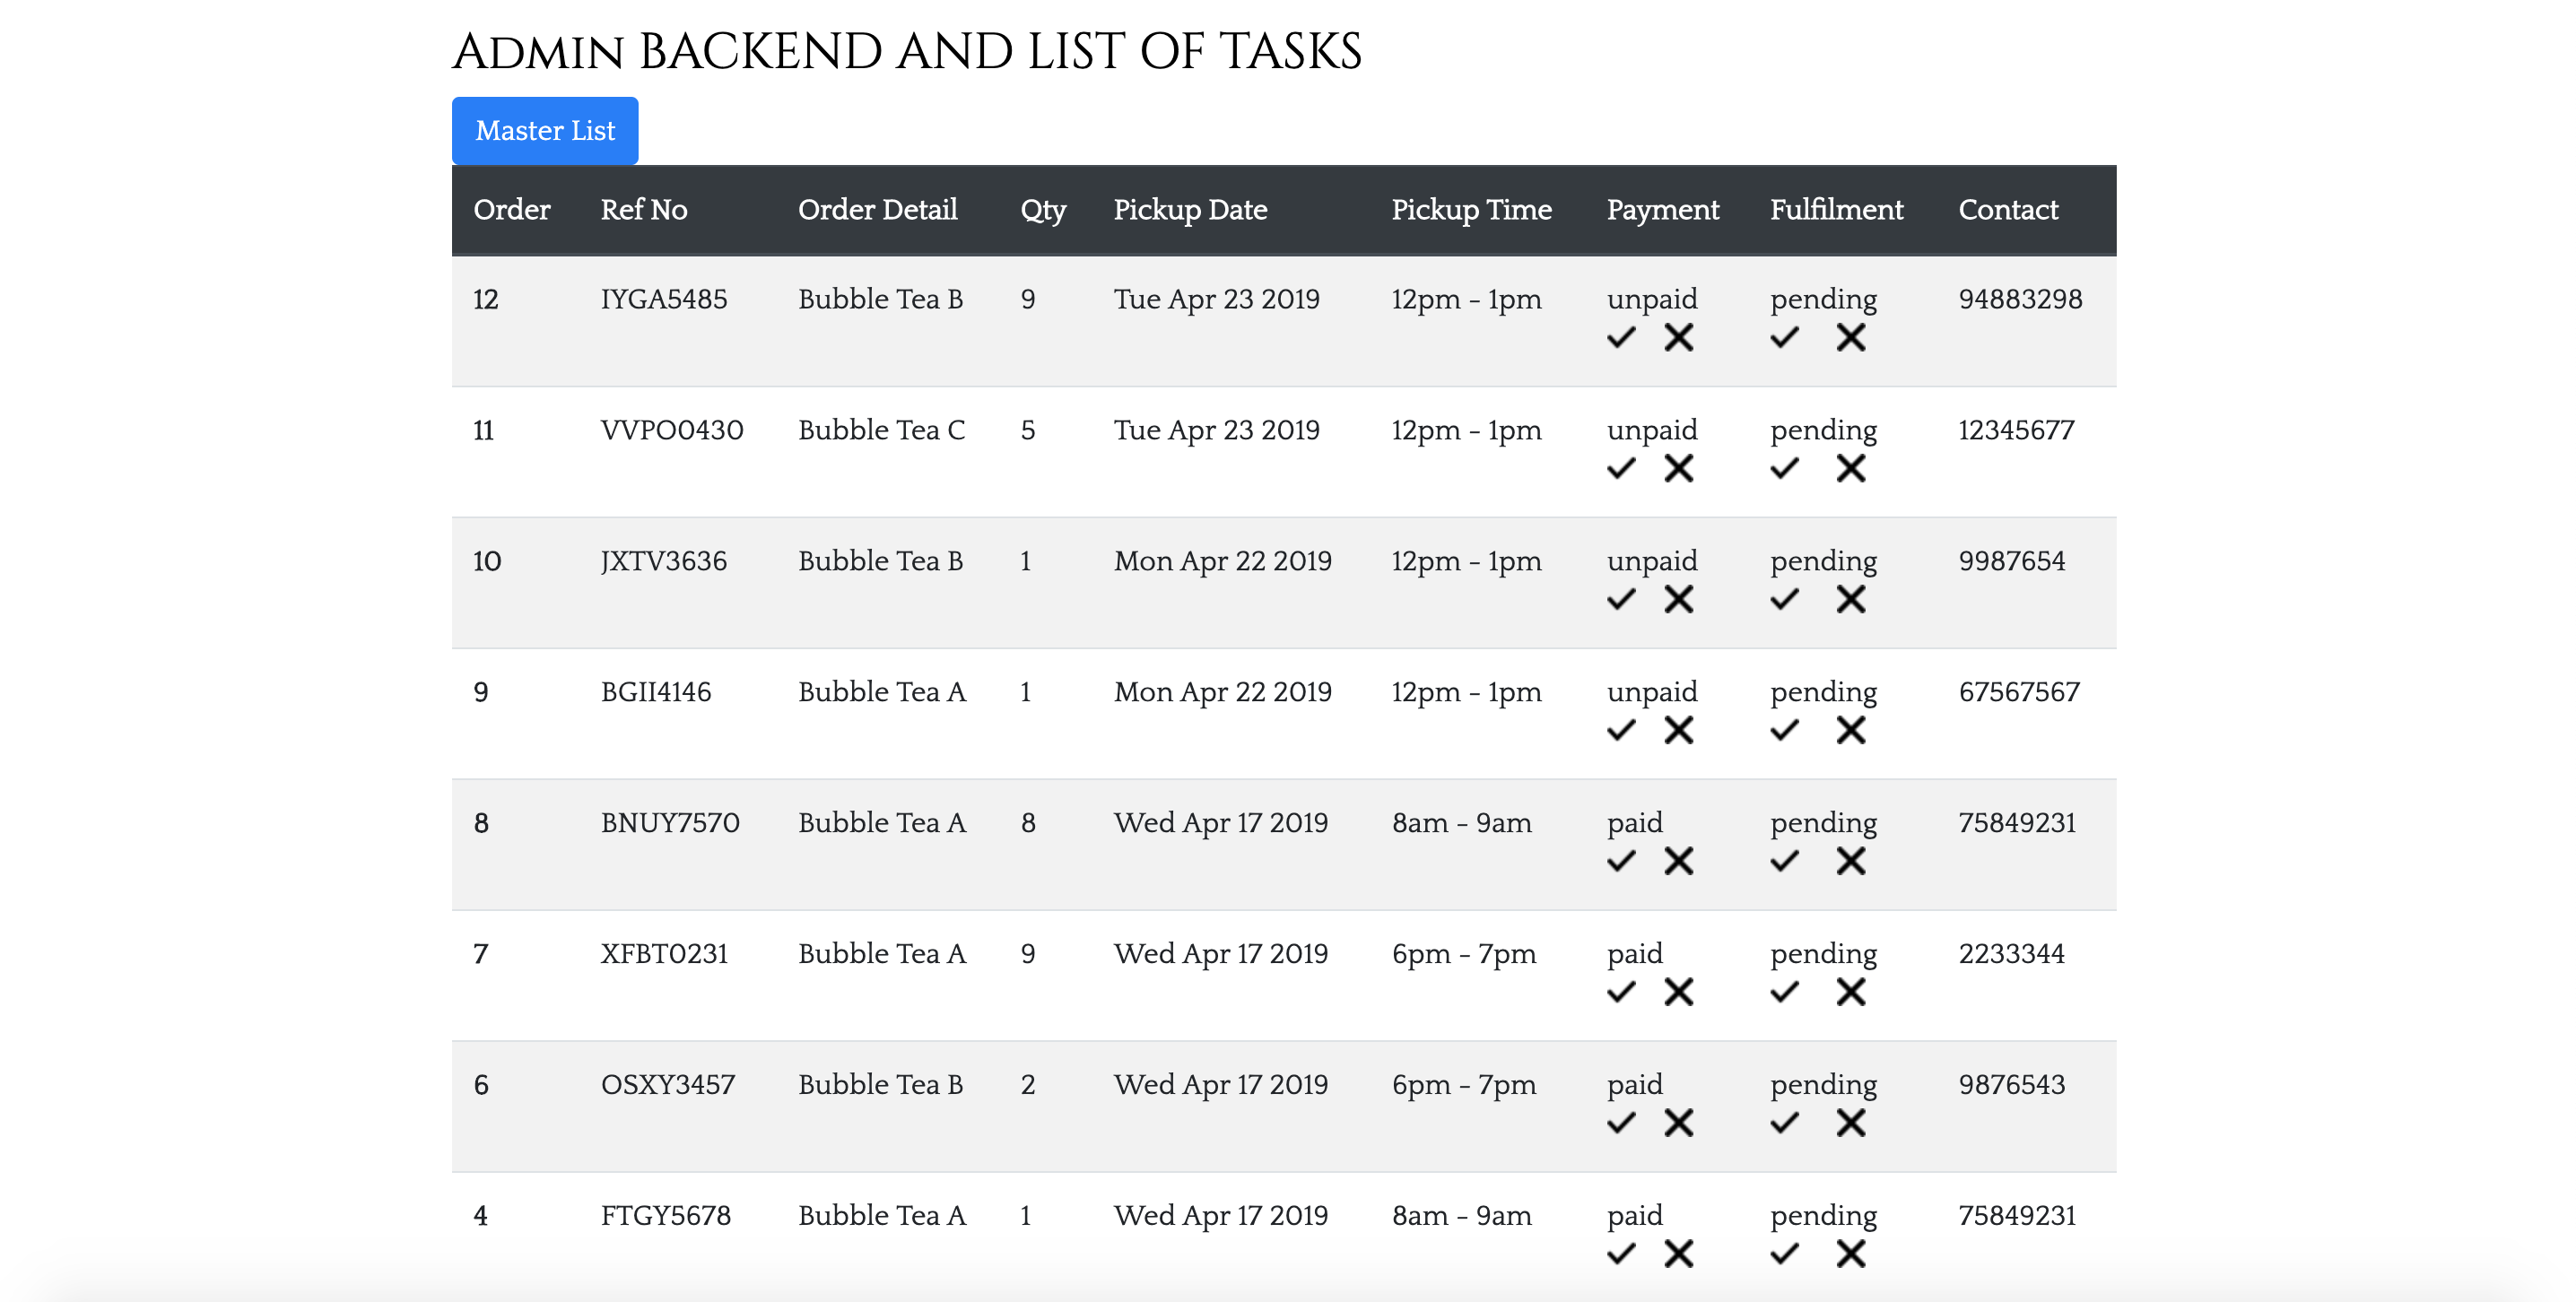 Admin BACKEND AND LIST OF TASKS
Master List
Order Ref No Order Detail Qty Pickup Date Pickup Time Payment Fulfilment Contact
12 IYGA5485 Bubble Tea B 9 Tue Apr 23 2019 12pm - 1pm unpaid pending 94883298
11 VVPO0430 Bubble Tea C 5 Tue Apr 23 2019 12pm - 1pm unpaid pending 12345677
10 JXTV3636 Bubble Tea B 1 Mon Apr 22 2019 12pm - 1pm unpaid pending 9987654
9 BGII4146 Bubble Tea A 1 Mon Apr 22 2019 12pm - 1pm unpaid pending 67567567
8 BNUY7570 Bubble Tea A 8 Wed Apr 17 2019 8am - 9am paid pending 75849231
7 XFBT0231 Bubble Tea A 9 Wed Apr 17 2019 6pm - 7pm paid pending 2233344
6 OSXY3457 Bubble Tea B 2 Wed Apr 17 2019 6pm - 7pm paid pending 9876543
4 FTGY5678 Bubble Tea A 1 Wed Apr 17 2019 8am - 9am paid pending 75849231